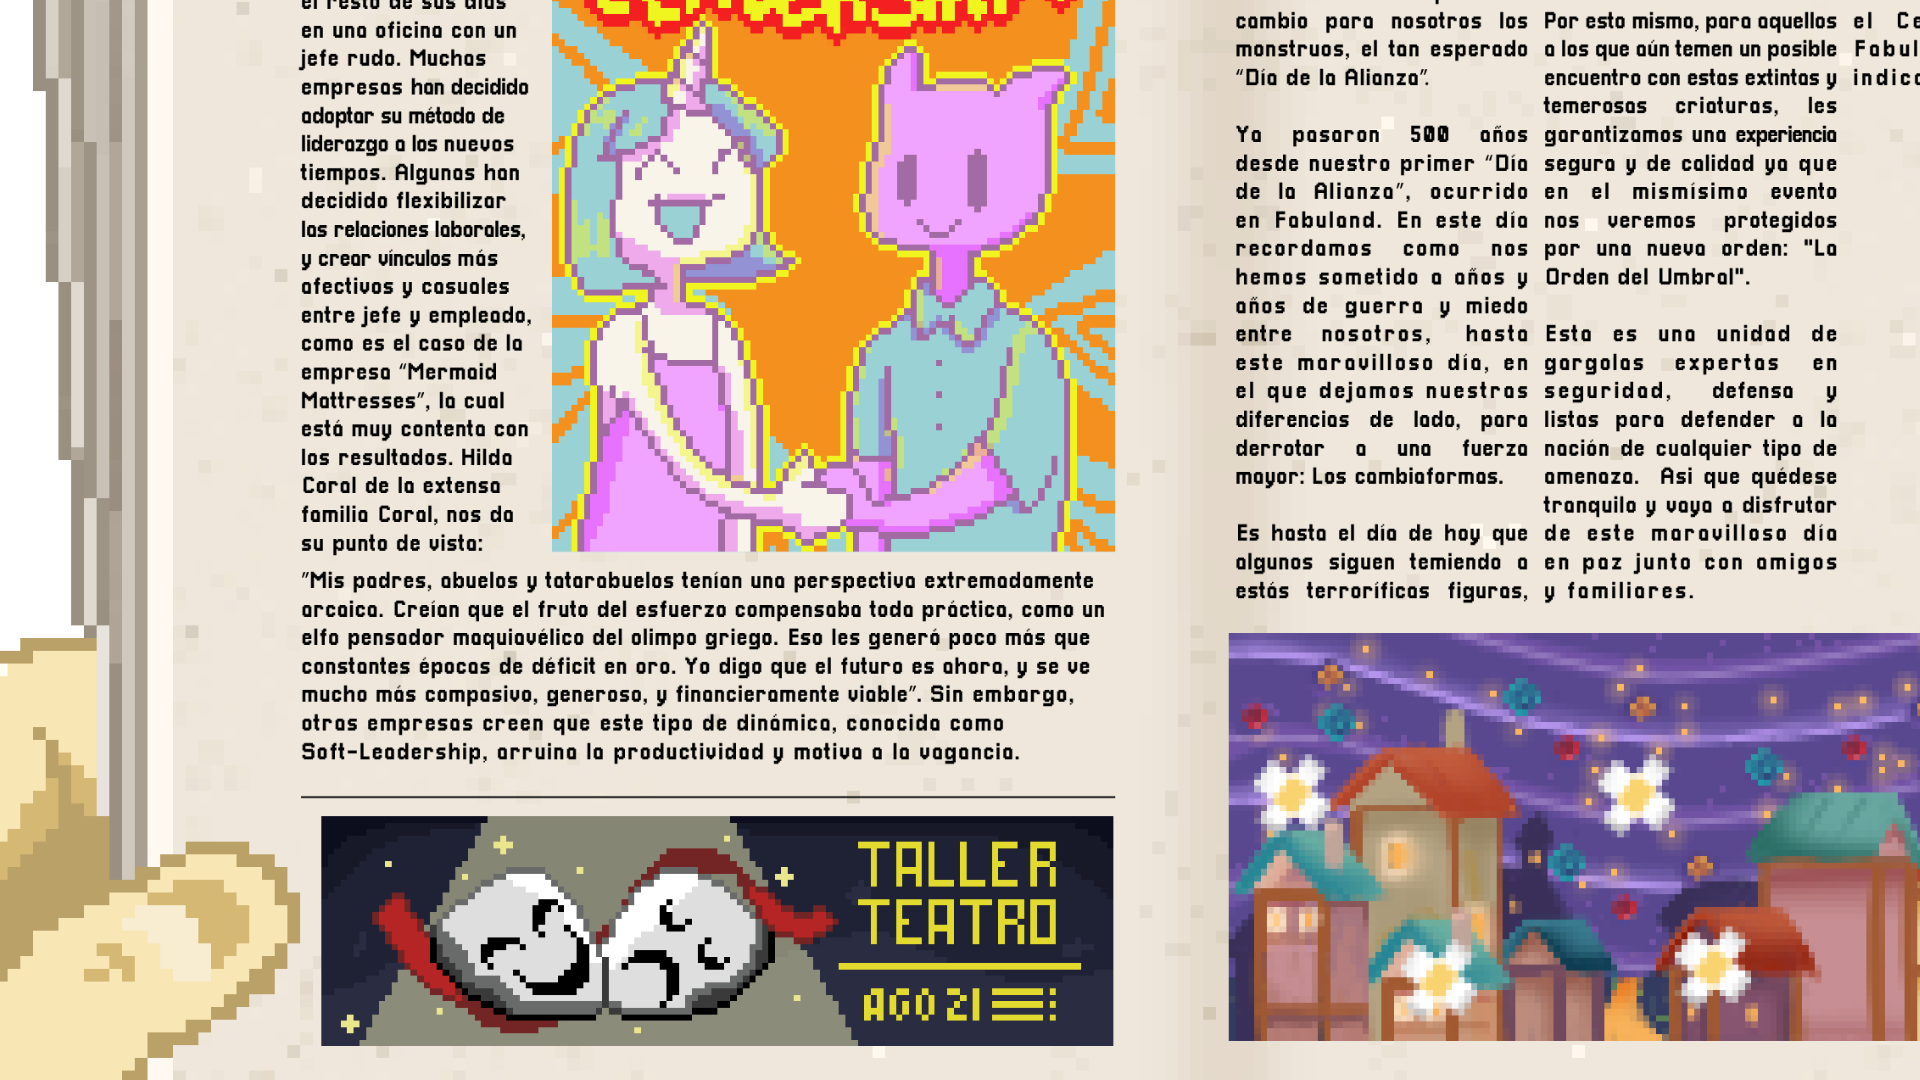 el resto de sus días
en una oficina con un
jefe rudo. Muchas
empresas han decidido
adoptar su método de
liderazgo a los nuevos
tiempos. Algunas han
decidido flexibilizar
las relaciones laborales,
y crear vínculos más
afectivos y casuales
entre jefe y empleado,
como es el caso de la
empresa "Mermaid
Mattresses", la cual
está muy contenta con
los resultados. Hilda
Coral de la extensa
familia Coral, nos da
su punto de vista:
"Mis padres, abuelos y tatarabuelos tenían una perspectiva extremadamente
arcaica. Creían que el fruto del esfuerzo compensaba toda práctica, como un
elfo pensador maquiavélico del olimpo griego. Eso les generó poco más que
constantes épocas de déficit en oro. Yo digo que el futuro es ahora, y se ve
mucho más compasivo, generoso, y financieramente viable". Sin embargo,
otras empresas creen que este tipo de dinámica, conocida como
Soft-Leadership, arruina la productividad y motiva a la vagancia.
TALLER
TEATRO
AGO 21
cambio para nosotros los
monstruos, el tan esperado
"Día de la Alianza".
Ya pasaron 500 años
desde nuestro primer "Día
de la Alianza", ocurrido
en Fabuland. En este día
recordamos como nos
hemos sometido a años y
años de guerra y miedo
entre nosotros, hasta
este maravilloso día, en
el que dejamos nuestras
diferencias de lado, para
derrotar a una fuerza
mayor: Los cambiaformas.
Es hasta el día de hoy que
algunos siguen temiendo a
estás terroríficas figuras,
Por esto mismo, para aquellos
a los que aún temen un posible
encuentro con estas extintas y
temerosas criaturas, les
garantizamos una experiencia
segura y de calidad ya que
en el mismísimo evento
nos veremos protegidos
por una nueva orden: "La
Orden del Umbral".
Esta es una unidad de
gargolas expertas en
seguridad, defensa y
listas para defender a la
nación de cualquier tipo de
amenaza. Asi que quédese
tranquilo y vaya a disfrutar
de este maravilloso día
en paz junto con amigos
y familiares.
el Ce
Fabul
indic